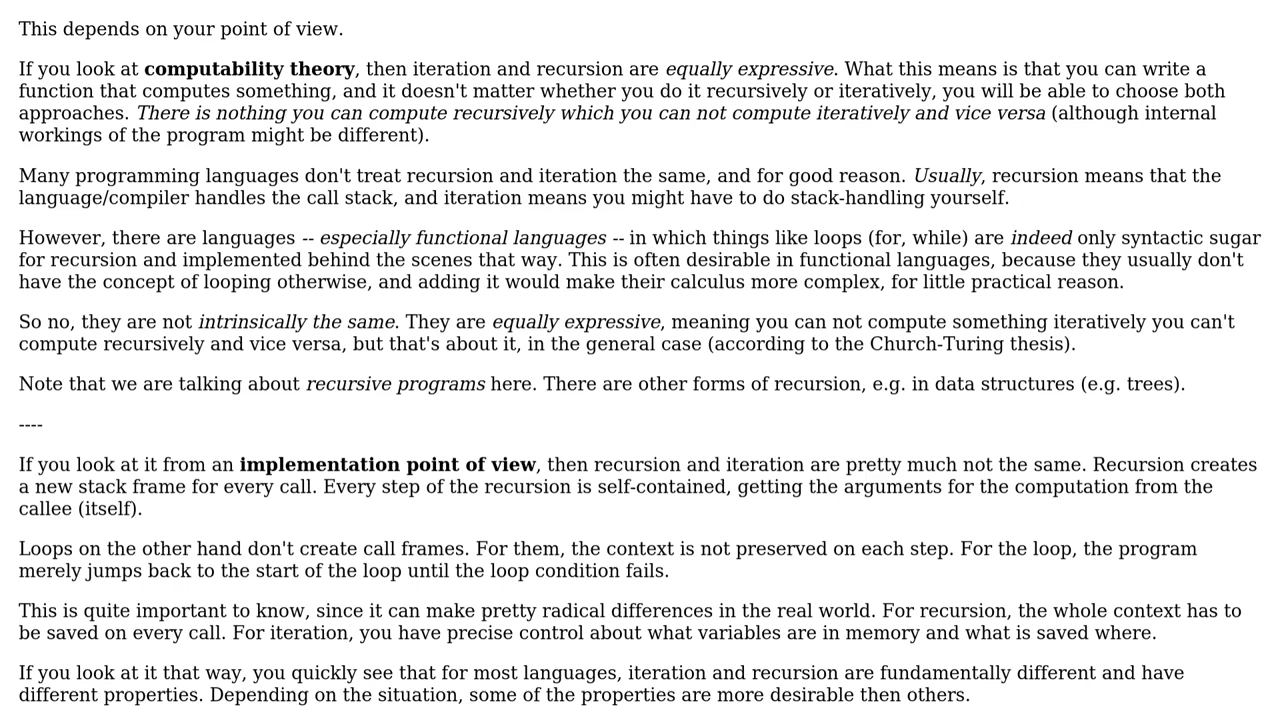 This depends on your point of view.
If you look at computability theory, then iteration and recursion are equally expressive. What this means is that you can write a
function that computes something, and it doesn't matter whether you do it recursively or iteratively, you will be able to choose both
approaches. There is nothing you can compute recursively which you can not compute iteratively and vice versa (although internal
workings of the program might be different).
Many programming languages don't treat recursion and iteration the same, and for good reason. Usually, recursion means that the
language/compiler handles the call stack, and iteration means you might have to do stack-handling yourself.
However, there are languages -- especially functional languages -- in which things like loops (for, while) are indeed only syntactic sugar
for recursion and implemented behind the scenes that way. This is often desirable in functional languages, because they usually don't
have the concept of looping otherwise, and adding it would make their calculus more complex, for little practical reason.
So no, they are not intrinsically the same. They are equally expressive, meaning you can not compute something iteratively you can't
compute recursively and vice versa, but that's about it, in the general case (according to the Church-Turing thesis).
Note that we are talking about recursive programs here. There are other forms of recursion, e.g. in data structures (e.g. trees).
----
If you look at it from an implementation point of view, then recursion and iteration are pretty much not the same. Recursion creates
a new stack frame for every call. Every step of the recursion is self-contained, getting the arguments for the computation from the
callee (itself).
Loops on the other hand don't create call frames. For them, the context is not preserved on each step. For the loop, the program
merely jumps back to the start of the loop until the loop condition fails.
This is quite important to know, since it can make pretty radical differences in the real world. For recursion, the whole context has to
be saved on every call. For iteration, you have precise control about what variables are in memory and what is saved where.
If you look at it that way, you quickly see that for most languages, iteration and recursion are fundamentally different and have
different properties. Depending on the situation, some of the properties are more desirable then others.